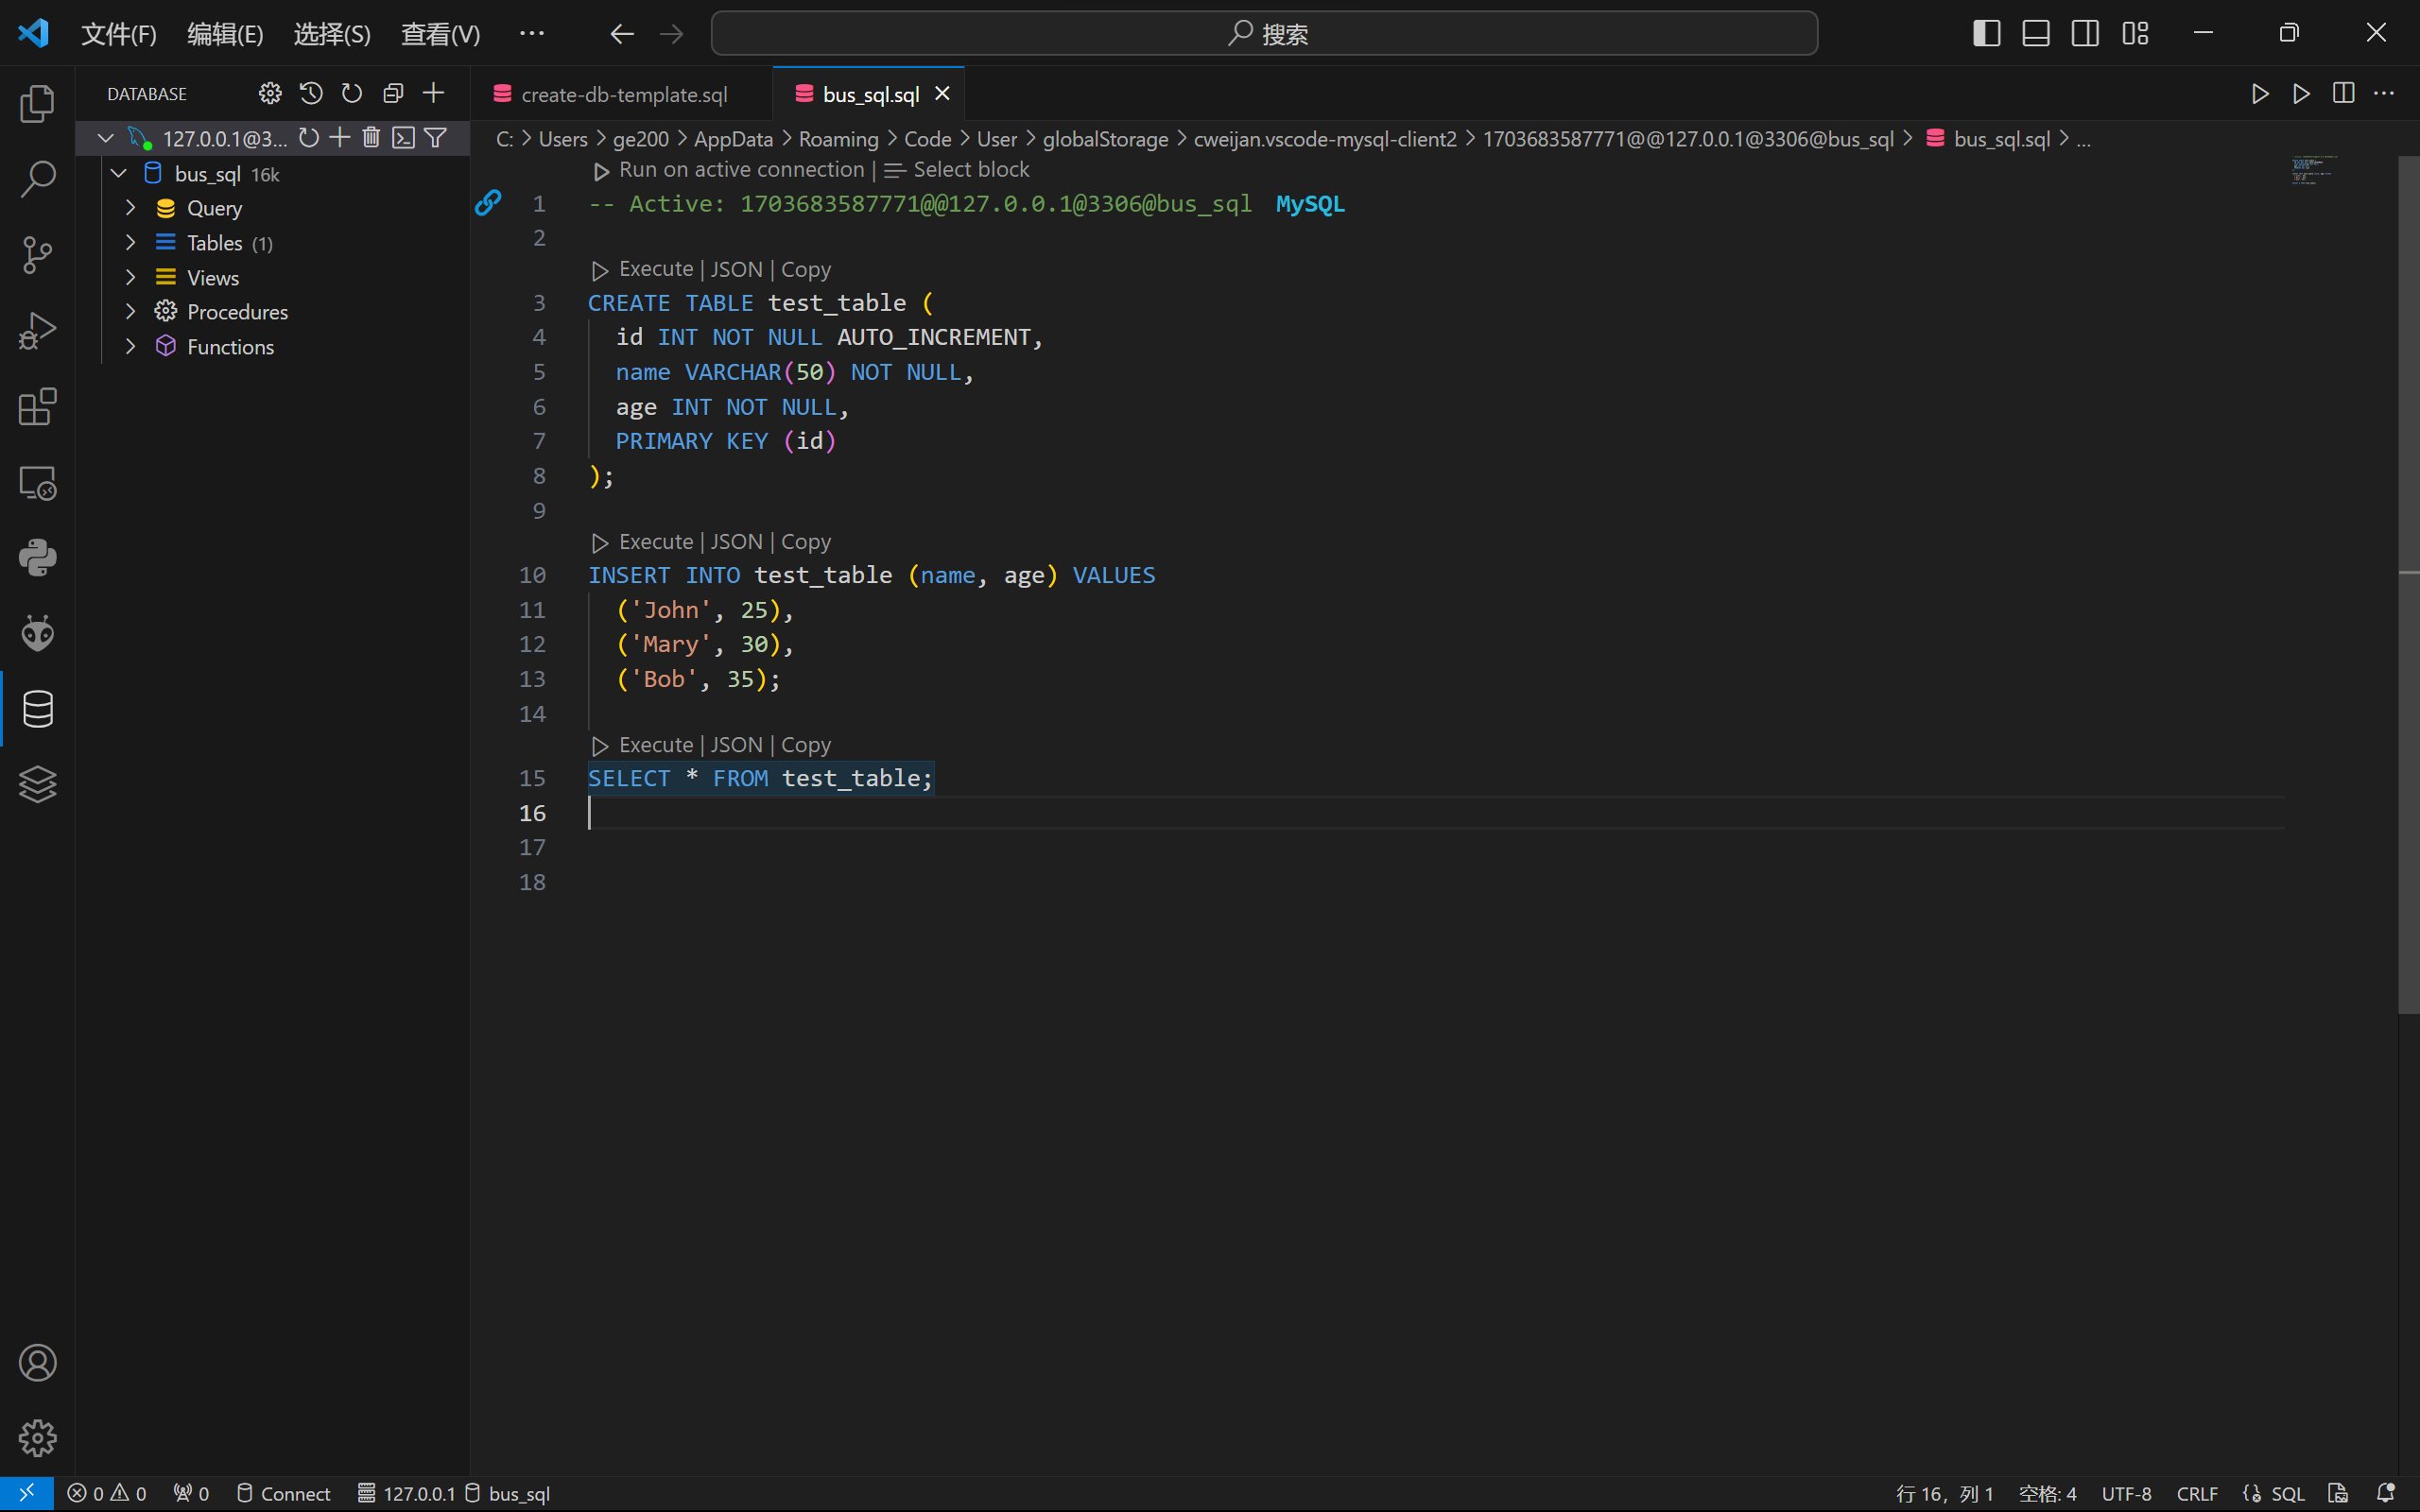 文件(F) 编辑(E) 选择(S) 查看(V) ··· 搜索
DATABASE
create-db-template.sql
bus_sql.sql
127.0.0.1@3...
C: > Users > ge200 > AppData > Roaming > Code > User > globalStorage > cweijan.vscode-mysql-client2 > 1703683587771@@127.0.0.1@3306@bus_sql > bus_sql.sql > ...
bus_sql 16k
Query
Tables (1)
Views
Procedures
Functions
Run on active connection | Select block
1 -- Active: 1703683587771@@127.0.0.1@3306@bus_sql MySQL
2
Execute | JSON | Copy
3 CREATE TABLE test_table (
4 id INT NOT NULL AUTO_INCREMENT,
5 name VARCHAR(50) NOT NULL,
6 age INT NOT NULL,
7 PRIMARY KEY (id)
8 );
9
Execute | JSON | Copy
10 INSERT INTO test_table (name, age) VALUES
11 ('John', 25),
12 ('Mary', 30),
13 ('Bob', 35);
14
Execute | JSON | Copy
15 SELECT * FROM test_table;
16
17
18
0 0 0 Connect 127.0.0.1 bus_sql 行 16，列 1 空格: 4 UTF-8 CRLF SQL